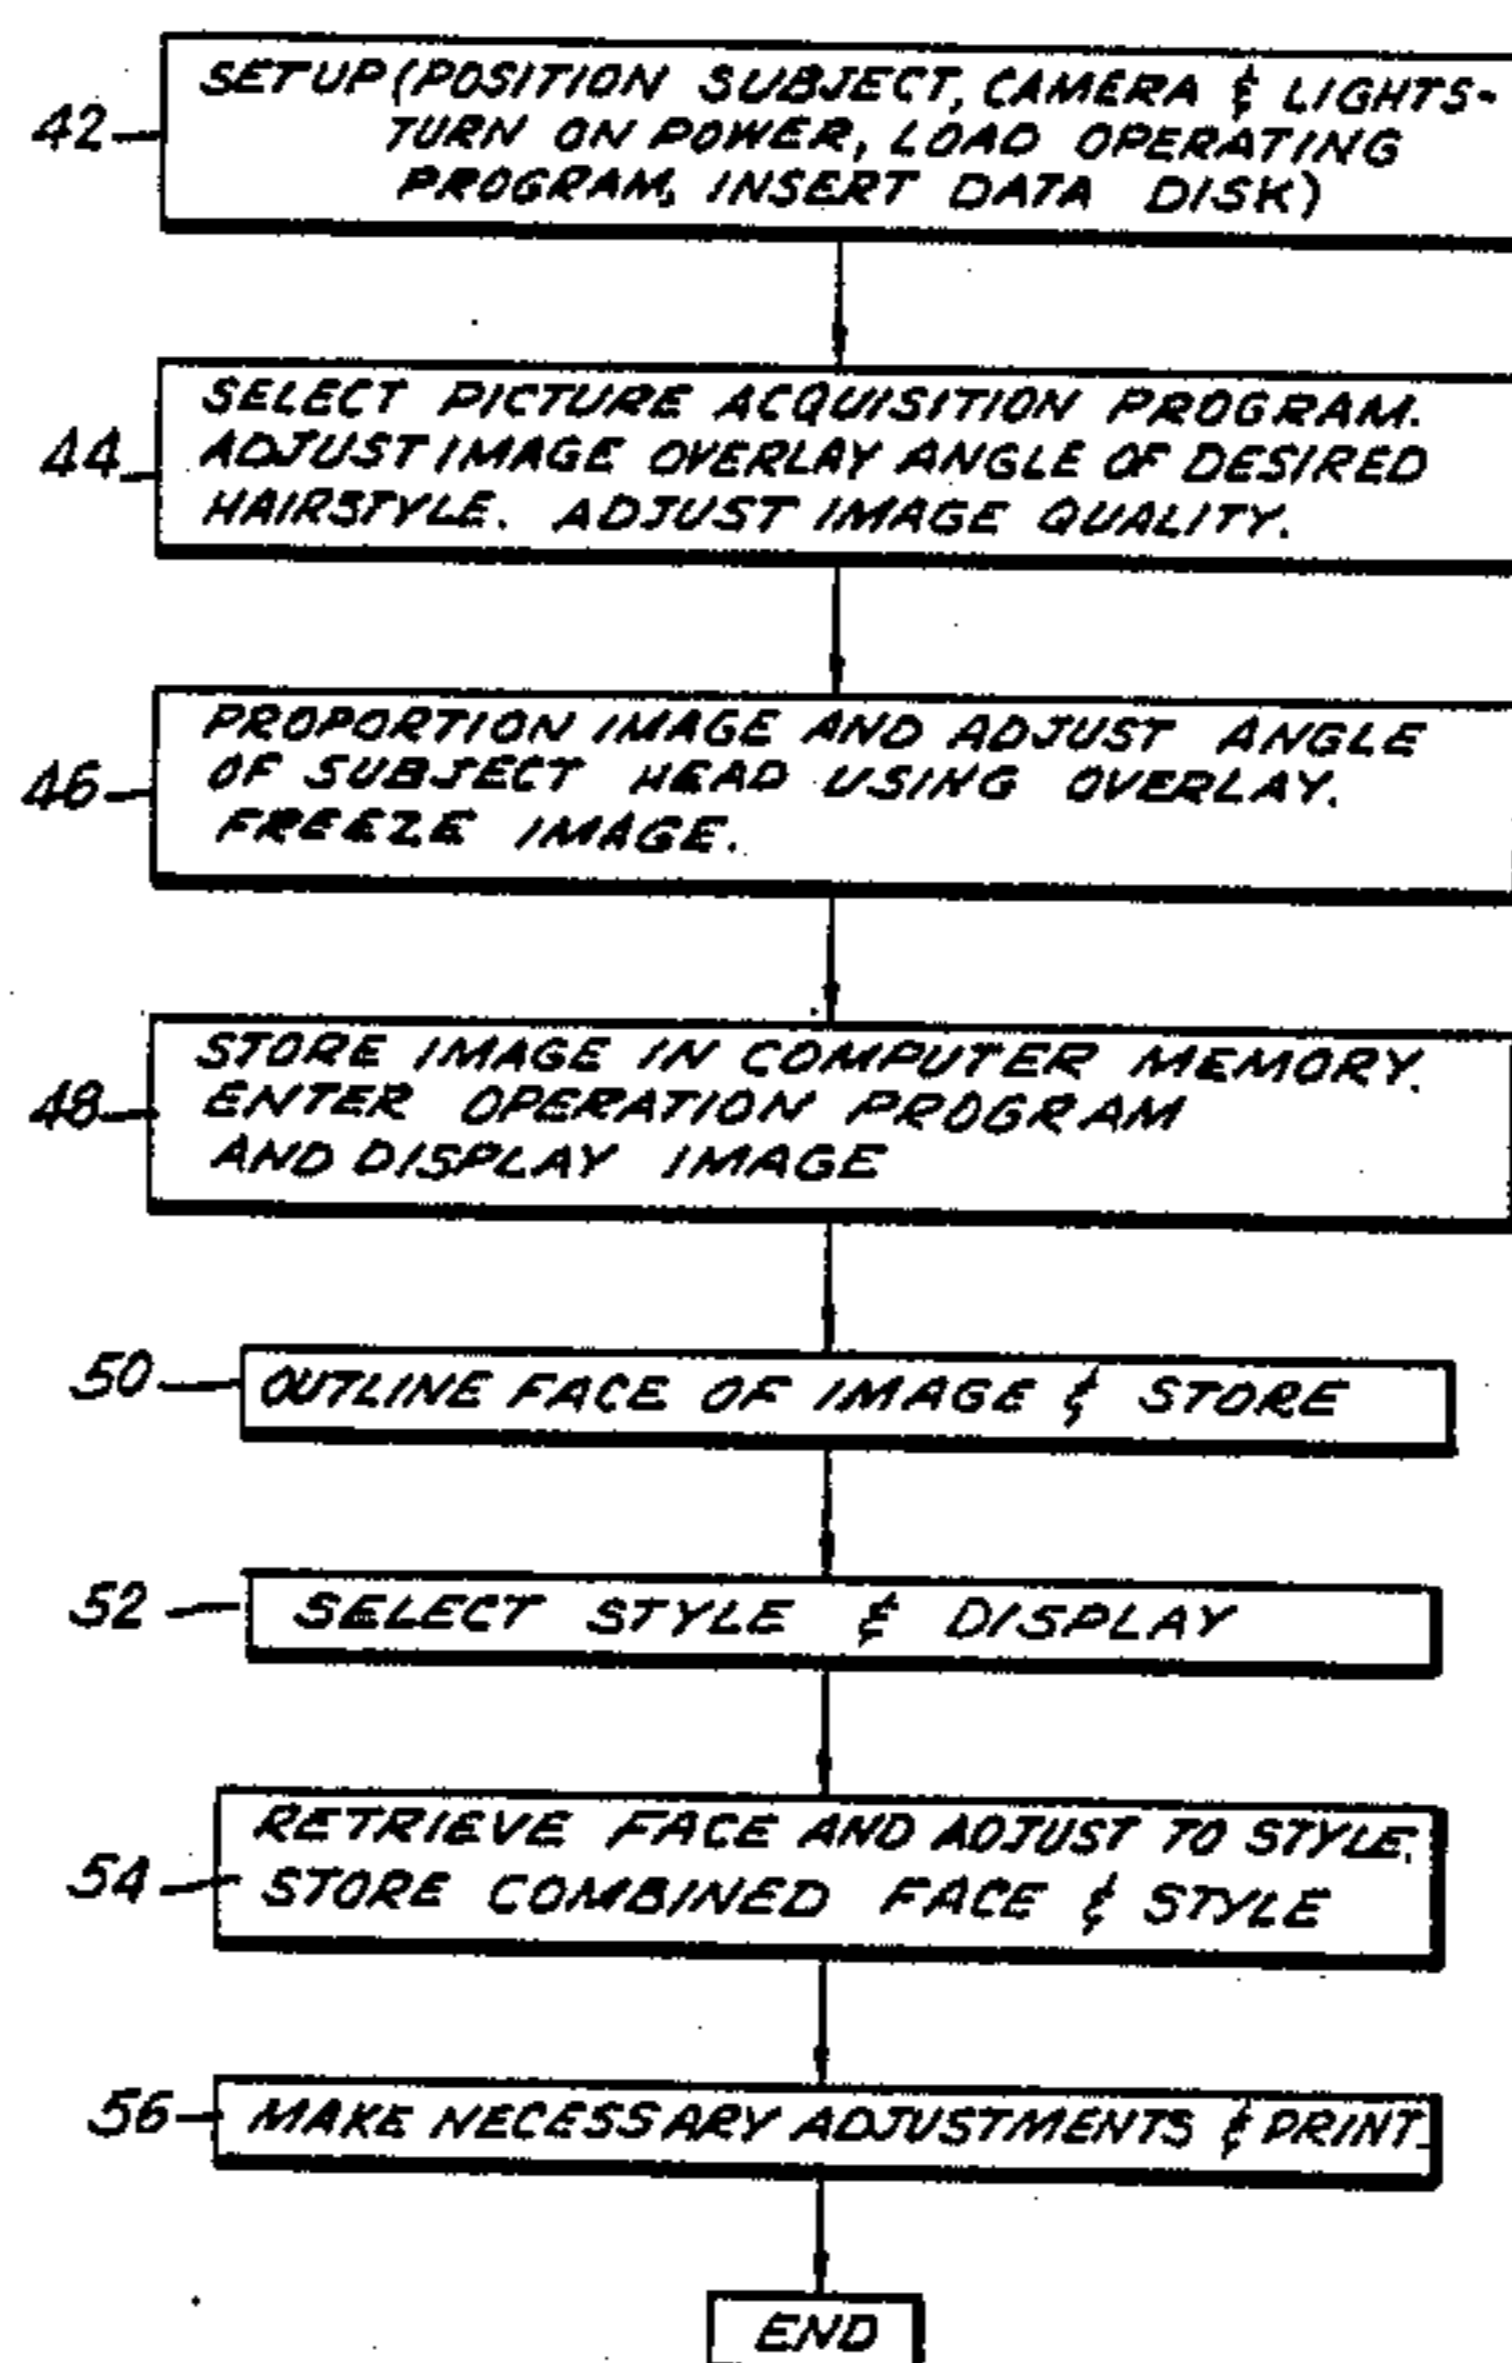 42 SETUP (POSITION SUBJECT, CAMERA & LIGHTS-
TURN ON POWER, LOAD OPERATING
PROGRAM, INSERT DATA DISK)
SELECT PICTURE ACQUISITION PROGRAM.
44 ADJUST IMAGE OVERLAY ANGLE OF DESIRED
HAIRSTYLE. ADJUST IMAGE QUALITY.
PROPORTION IMAGE AND ADJUST ANGLE
46 OF SUBJECT HEAD USING OVERLAY.
FREEZE IMAGE.
STORE IMAGE IN COMPUTER MEMORY.
48 ENTER OPERATION PROGRAM
AND DISPLAY IMAGE
50 OUTLINE FACE OF IMAGE & STORE
52 SELECT STYLE & DISPLAY
RETRIEVE FACE AND ADJUST TO STYLE.
54 STORE COMBINED FACE & STYLE
56 MAKE NECESSARY ADJUSTMENTS & PRINT
END